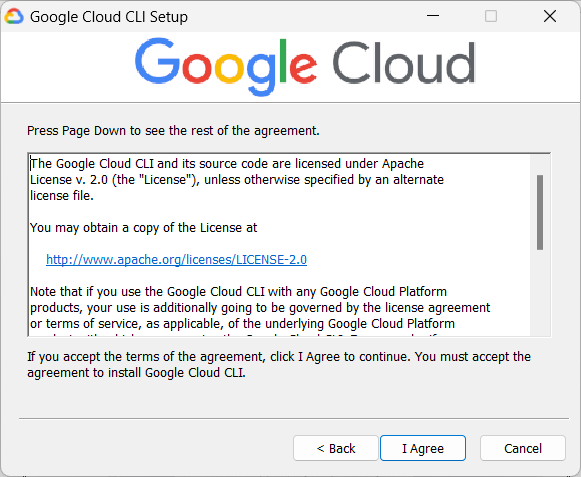 Google Cloud CLI Setup
Google Cloud
Press Page Down to see the rest of the agreement.
The Google Cloud CLI and its source code are licensed under Apache
License v. 2.0 (the "License"), unless otherwise specified by an alternate
license file.
You may obtain a copy of the License at
http://www.apache.org/licenses/LICENSE-2.0
Note that if you use the Google Cloud CLI with any Google Cloud Platform
products, your use is additionally going to be governed by the license agreement
or terms of service, as applicable, of the underlying Google Cloud Platform
If you accept the terms of the agreement, click I Agree to continue. You must accept the
agreement to install Google Cloud CLI.
< Back
I Agree
Cancel